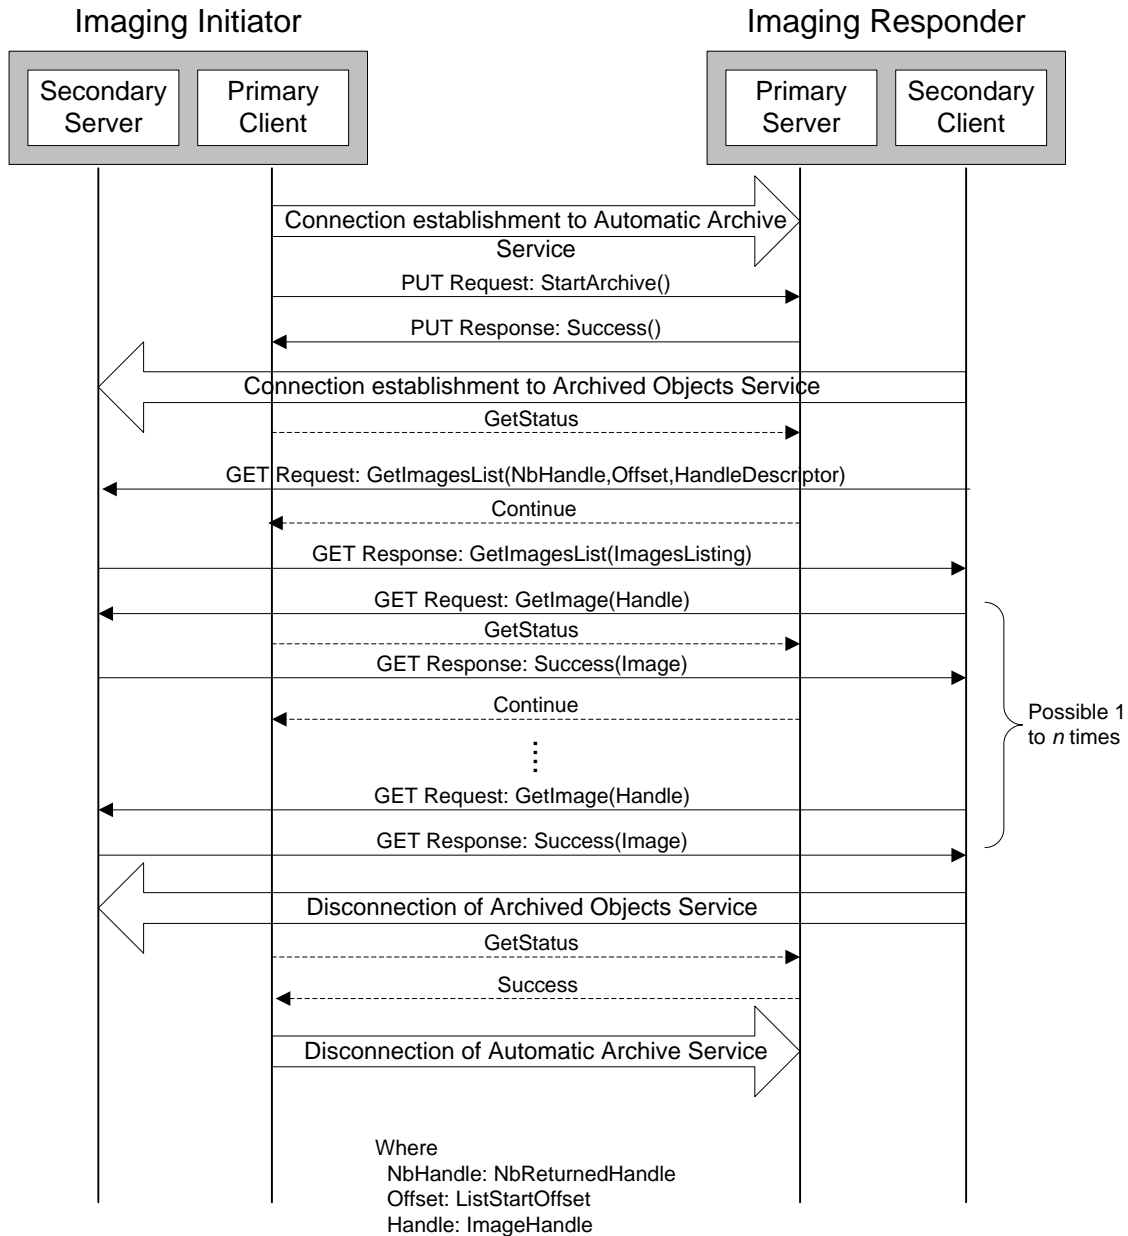 Imaging Initiator
Imaging Responder
Secondary
Server
Primary
Client
Primary
Server
Secondary
Client
Connection establishment to Automatic Archive
Service
PUT Request: StartArchive()
PUT Response: Success()
Connection establishment to Archived Objects Service
GetStatus
GET Request: GetImagesList(NbHandle,Offset,HandleDescriptor)
Continue
GET Response: GetImagesList(ImagesListing)
GET Request: GetImage(Handle)
GetStatus
GET Response: Success(Image)
Continue
Possible 1
to n times
GET Request: GetImage(Handle)
GET Response: Success(Image)
Disconnection of Archived Objects Service
GetStatus
Success
Disconnection of Automatic Archive Service
Where
NbHandle: NbReturnedHandle
Offset: ListStartOffset
Handle: ImageHandle